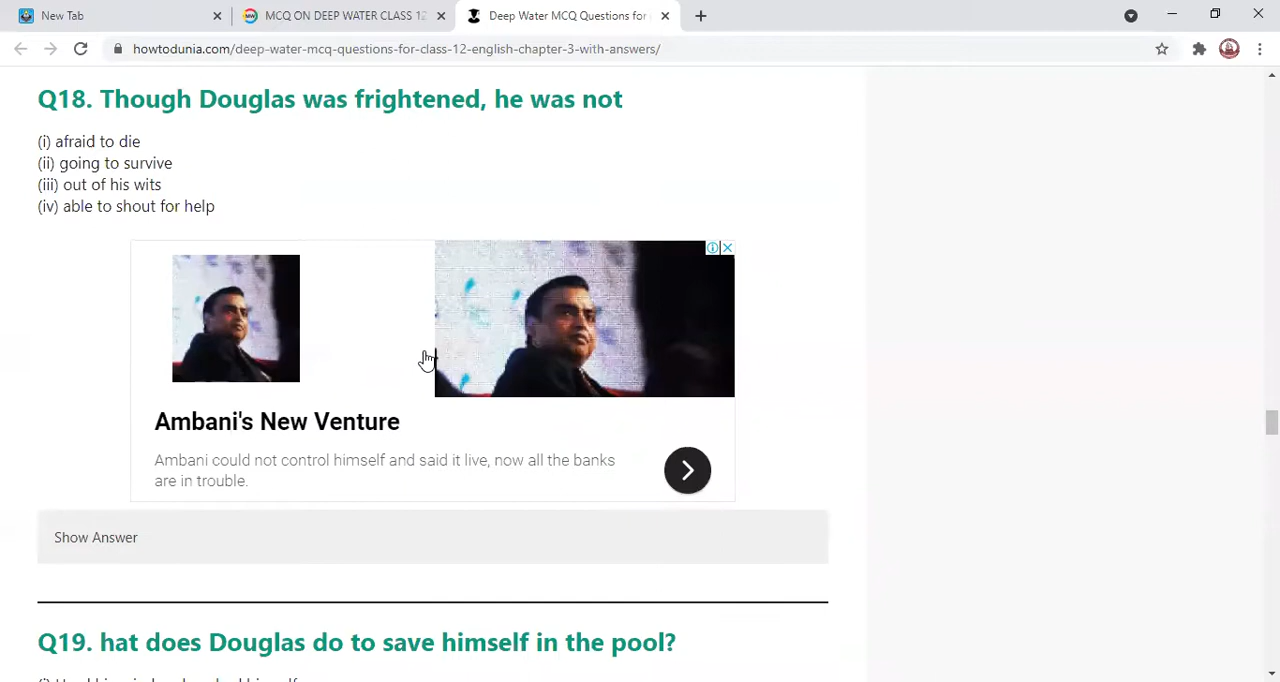 New Tab
MCQ ON DEEP WATER CLASS 12
Deep Water MCQ Questions for
howtodunia.com/deep-water-mcq-questions-for-class-12-english-chapter-3-with-answers/
Q18. Though Douglas was frightened, he was not
(i) afraid to die
(ii) going to survive
(iii) out of his wits
(iv) able to shout for help
Ambani's New Venture
Ambani could not control himself and said it live, now all the banks
are in trouble.
Show Answer
Q19. hat does Douglas do to save himself in the pool?